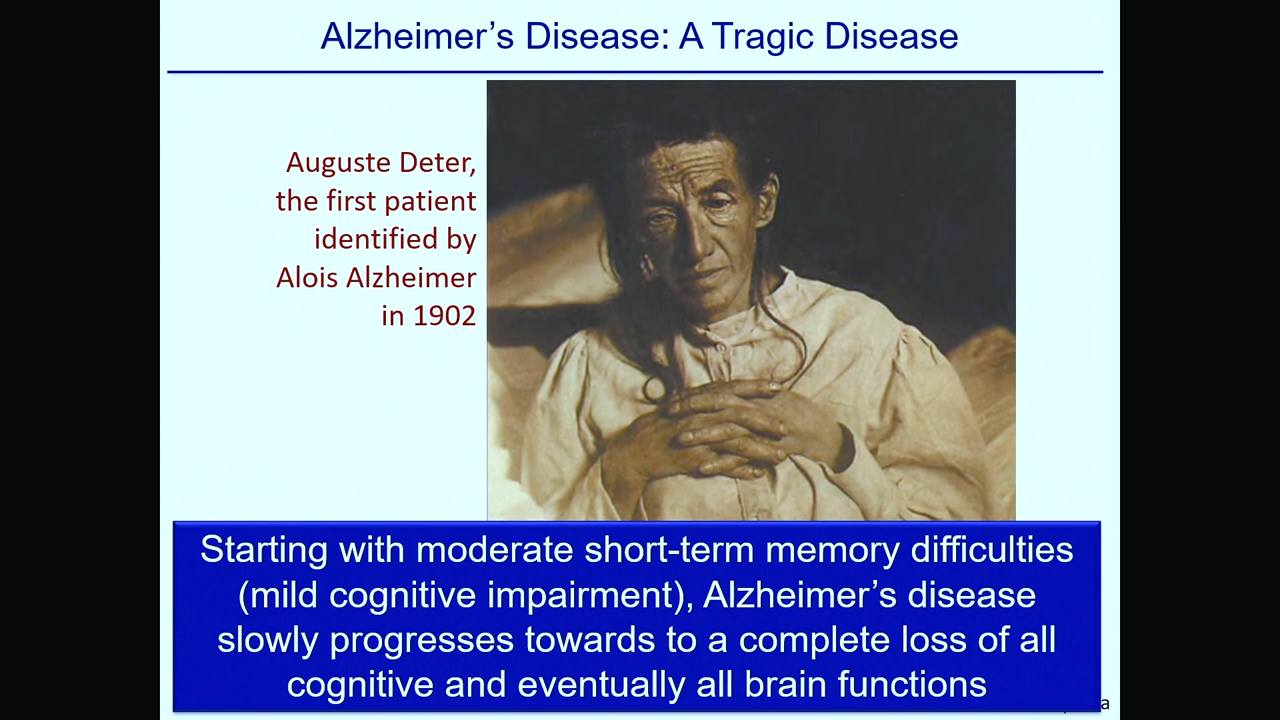 Alzheimer’s Disease: A Tragic Disease
Auguste Deter,
the first patient
identified by
Alois Alzheimer
in 1902
Starting with moderate short-term memory difficulties
(mild cognitive impairment), Alzheimer’s disease
slowly progresses towards to a complete loss of all
cognitive and eventually all brain functions